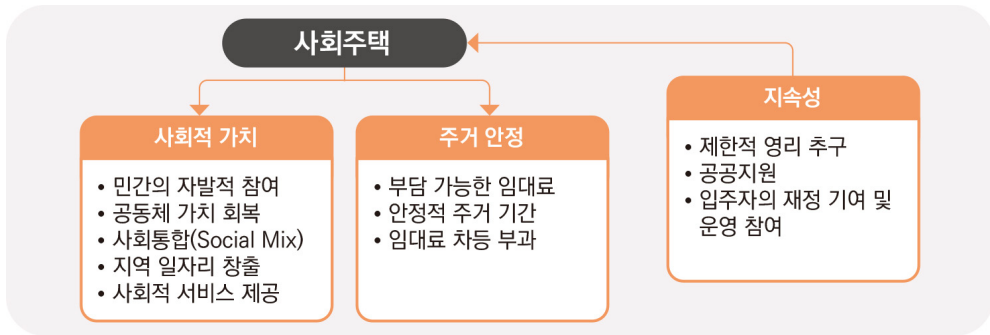 사회주택
사회적 가치
• 민간의 자발적 참여
• 공동체 가치 회복
• 사회통합(Social Mix)
• 지역 일자리 창출
• 사회적 서비스 제공
주거 안정
• 부담 가능한 임대료
• 안정적 주거 기간
• 임대료 차등 부과
지속성
• 제한적 영리 추구
• 공공지원
• 입주자의 재정 기여 및
운영 참여